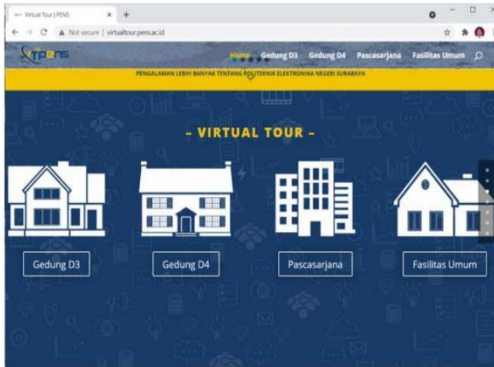 Virtual Tour | PENS
Not secure | virtualtour.pens.ac.id
VTPENS
Home Gedung D3 Gedung D4 Pascasarjana Fasilitas Umum
PENGALAMAN LEBIH BANYAK TENTANG POLITEKNIK ELEKTRONIKA NEGERI SURABAYA
– VIRTUAL TOUR –
Gedung D3 Gedung D4 Pascasarjana Fasilitas Umum